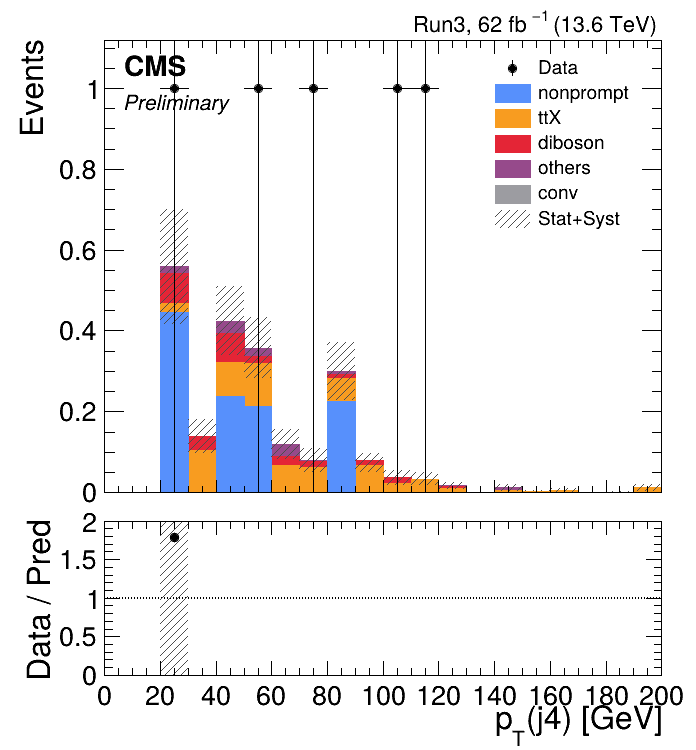 Run3, 62 fb⁻¹ (13.6 TeV)
CMS
Preliminary
Events
Data
nonprompt
ttX
diboson
others
conv
Stat+Syst
1
0.8
0.6
0.4
0.2
0
Data / Pred
2
1.5
1
0.5
0
0 20 40 60 80 100 120 140 160 180 200
p_T(j4) [GeV]